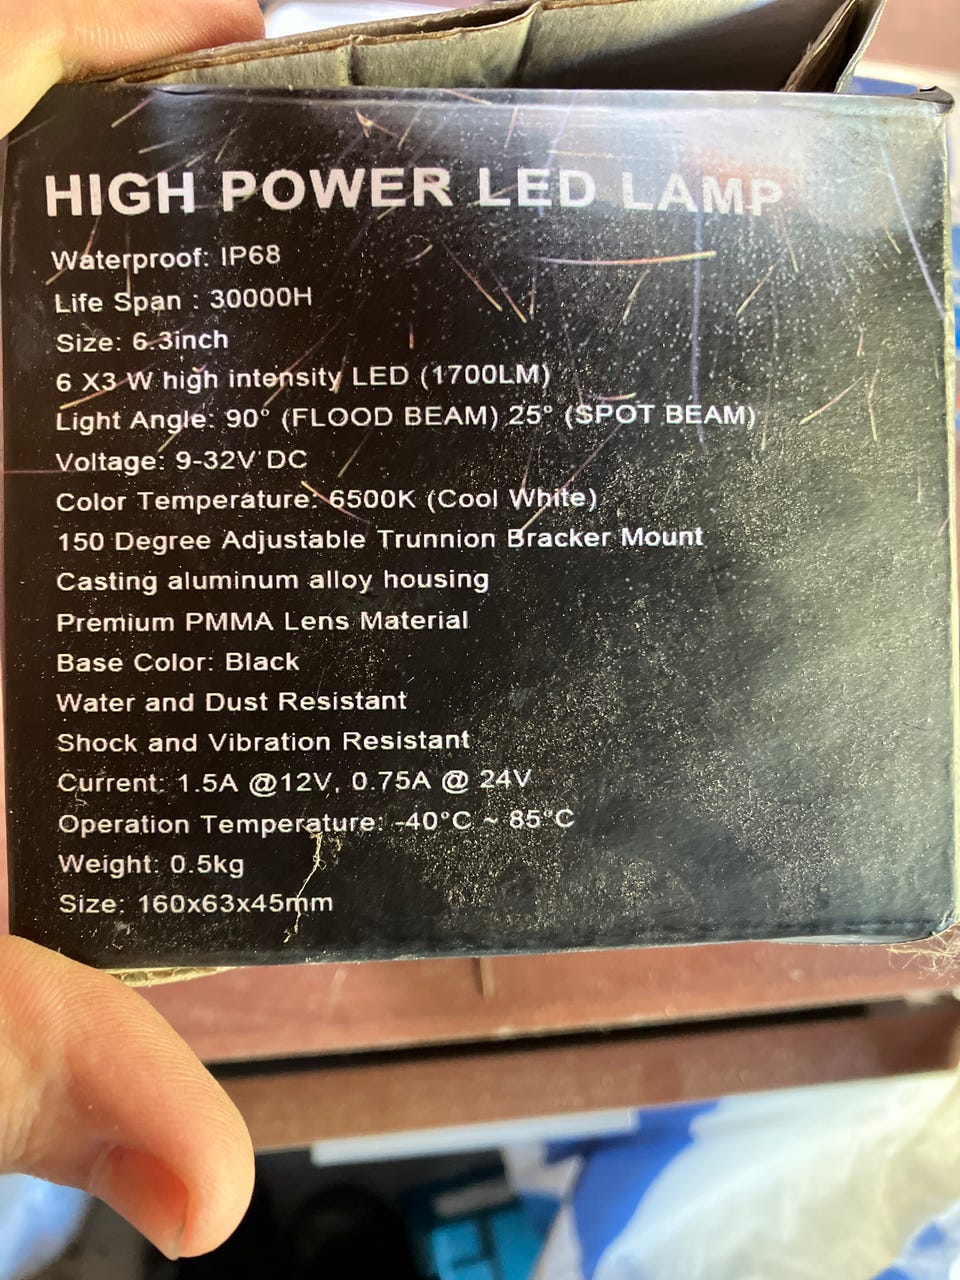 HIGH POWER LED LAMP
Waterproof: IP68
Life Span : 30000H
Size: 6.3inch
6 X3 W high intensity LED (1700LM)
Light Angle: 90° (FLOOD BEAM) 25° (SPOT BEAM)
Voltage: 9-32V DC
Color Temperature: 6500K (Cool White)
150 Degree Adjustable Trunnion Bracker Mount
Casting aluminum alloy housing
Premium PMMA Lens Material
Base Color: Black
Water and Dust Resistant
Shock and Vibration Resistant
Current: 1.5A @12V, 0.75A @ 24V
Operation Temperature: -40°C ~ 85°C
Weight: 0.5kg
Size: 160x63x45mm